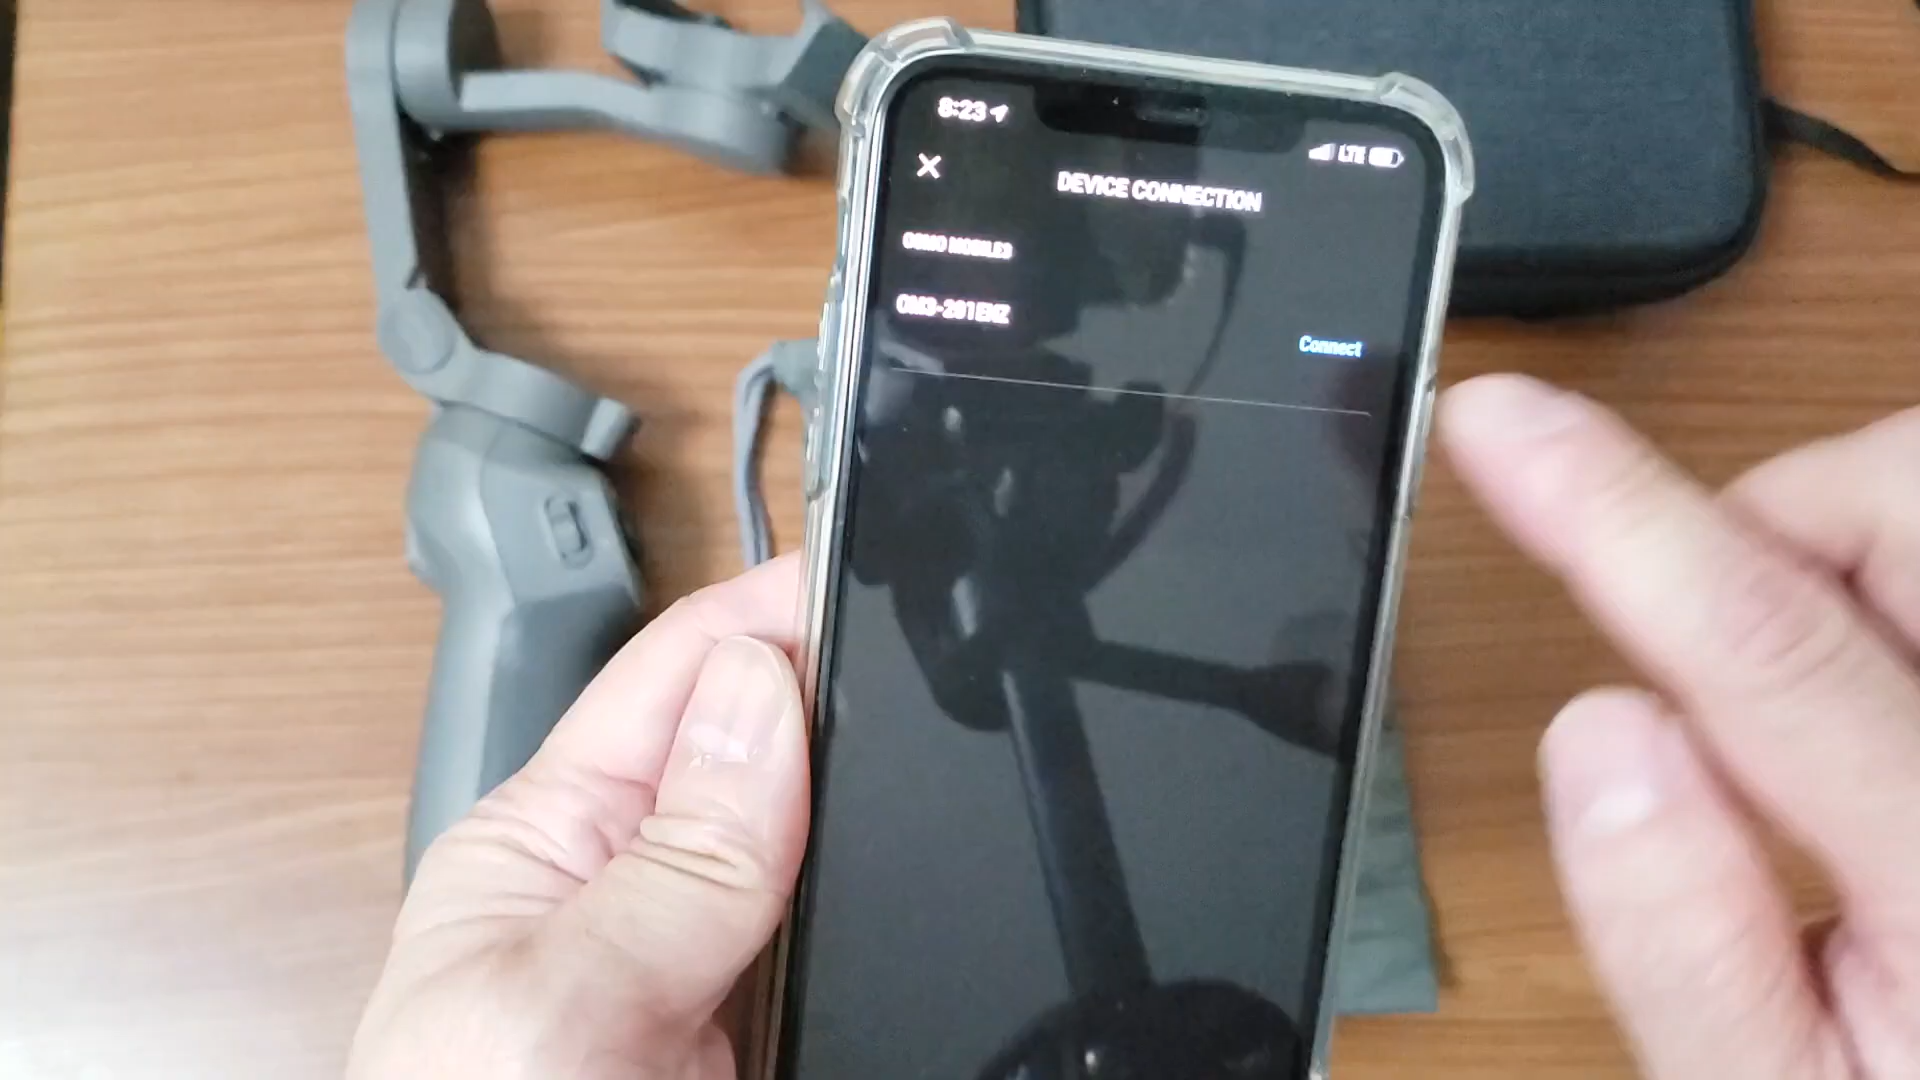 8:23
LTE
DEVICE CONNECTION
OSMO MOBILE3
OM3-201ENZ
Connect